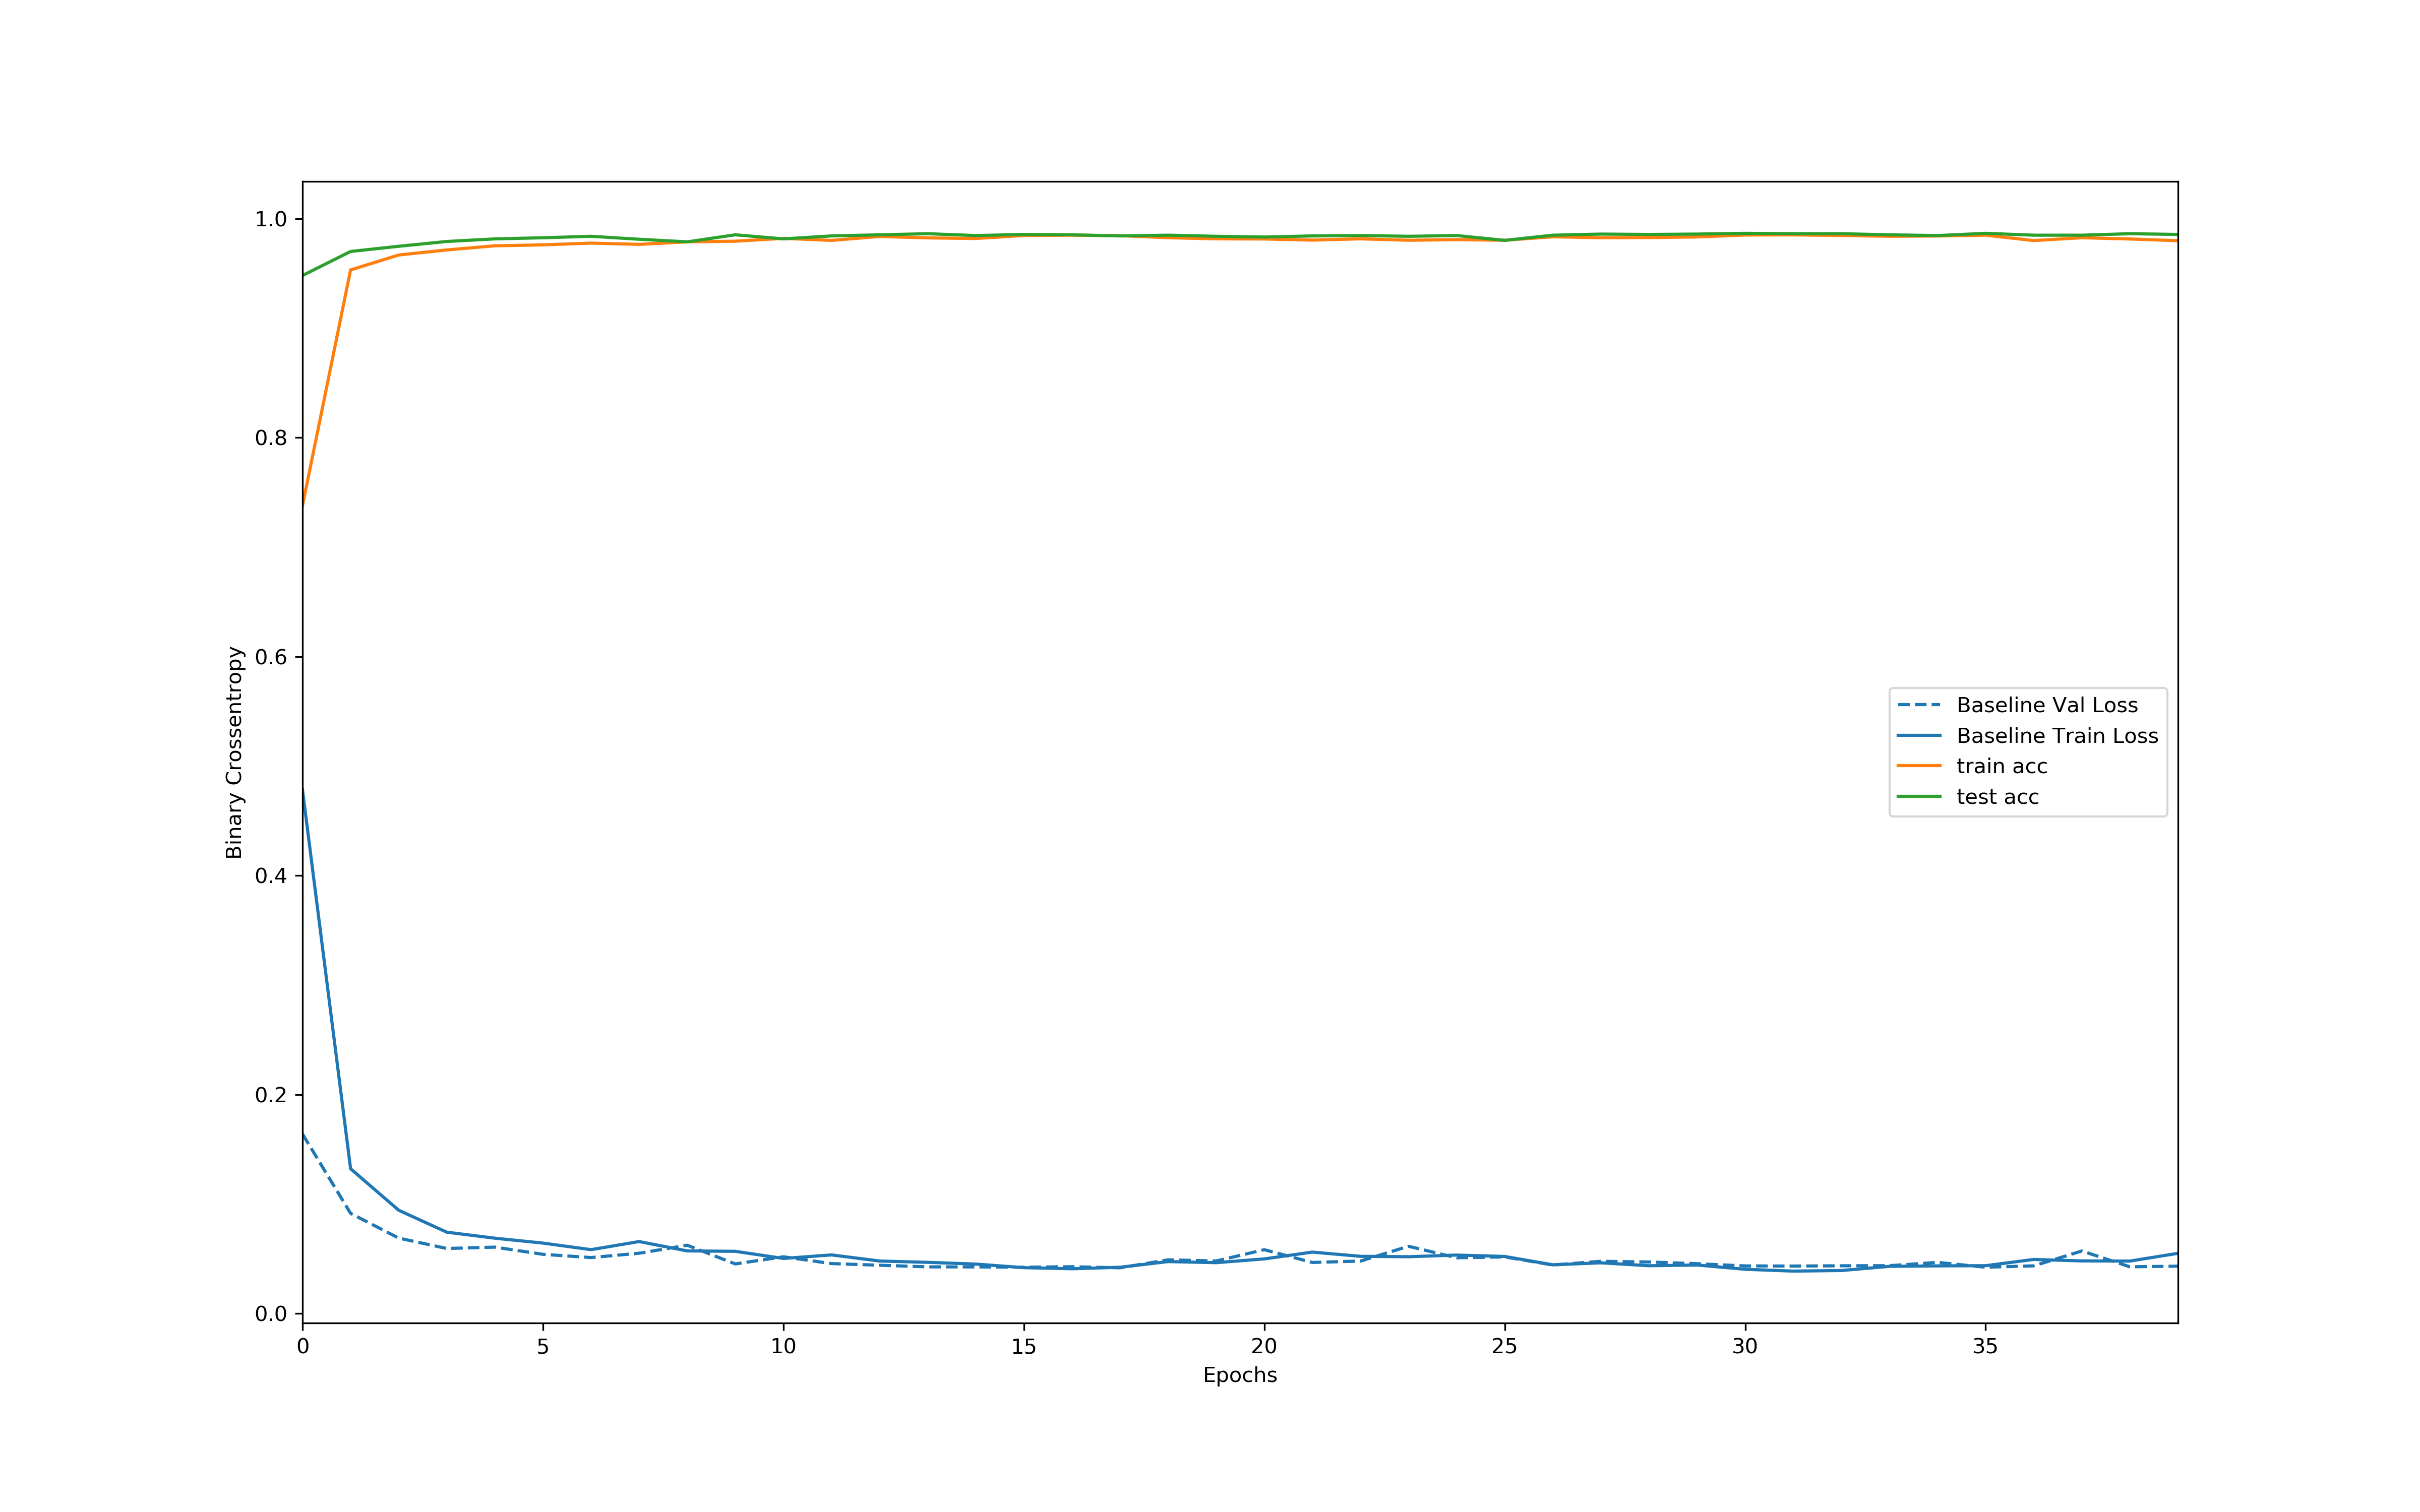 1.0
0.8
0.6
0.4
0.2
0.0
Binary Crossentropy
Baseline Val Loss
Baseline Train Loss
train acc
test acc
0 5 10 15 20 25 30 35
Epochs